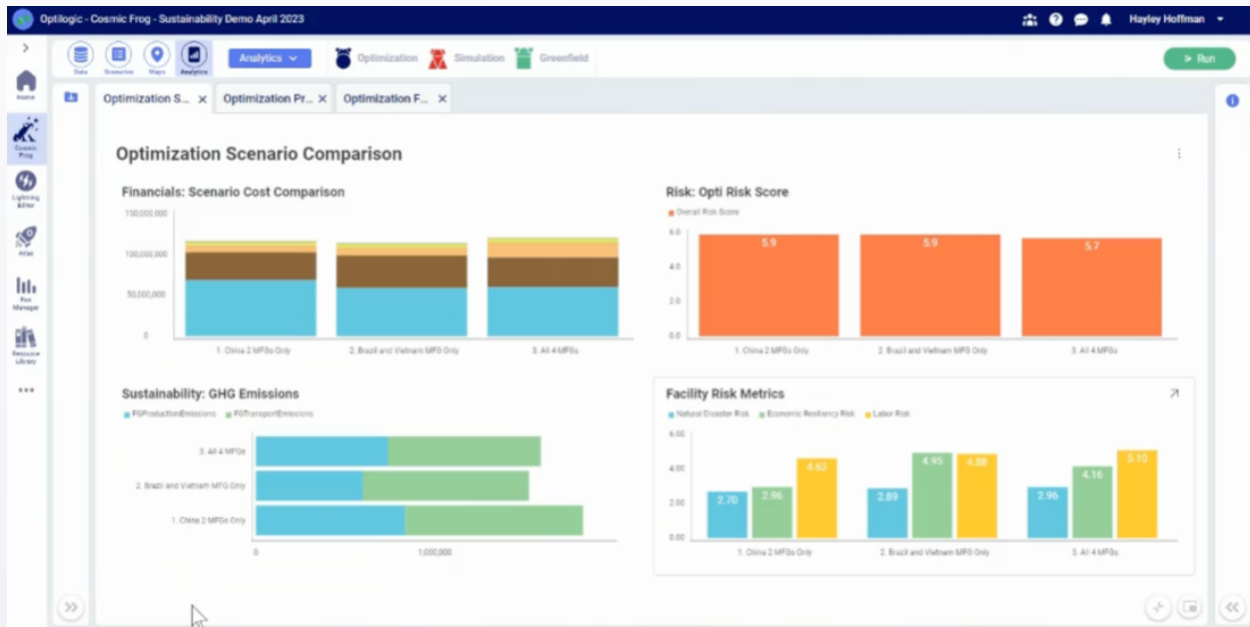 Optilogic - Cosmic Frog - Sustainability Demo April 2023
Hayley Hoffman
Data
Scenarios
Maps
Analytics
Analytics
Optimization
Simulation
Greenfield
Run
Home
Cosmic Frog
Lightning Editor
Atlas
Run Manager
Resource Library
Optimization S... Optimization Pr... Optimization F...
Optimization Scenario Comparison
Financials: Scenario Cost Comparison
150,000,000
100,000,000
50,000,000
0
1. China 2 MFGs Only
2. Brazil and Vietnam MFG Only
3. All 4 MFGs
Risk: Opti Risk Score
Overall Risk Score
6.0
4.0
2.0
0.0
5.9
5.9
5.7
1. China 2 MFGs Only
2. Brazil and Vietnam MFG Only
3. All 4 MFGs
Sustainability: GHG Emissions
FGProductionEmissions FGTransportEmissions
3. All 4 MFGs
2. Brazil and Vietnam MFG Only
1. China 2 MFGs Only
0
1,000,000
Facility Risk Metrics
Natural Disaster Risk Economic Resiliency Risk Labor Risk
6.00
4.00
2.00
0.00
2.70
2.96
4.63
2.89
4.95
4.88
2.96
4.16
5.10
1. China 2 MFGs Only
2. Brazil and Vietnam MFG Only
3. All 4 MFGs